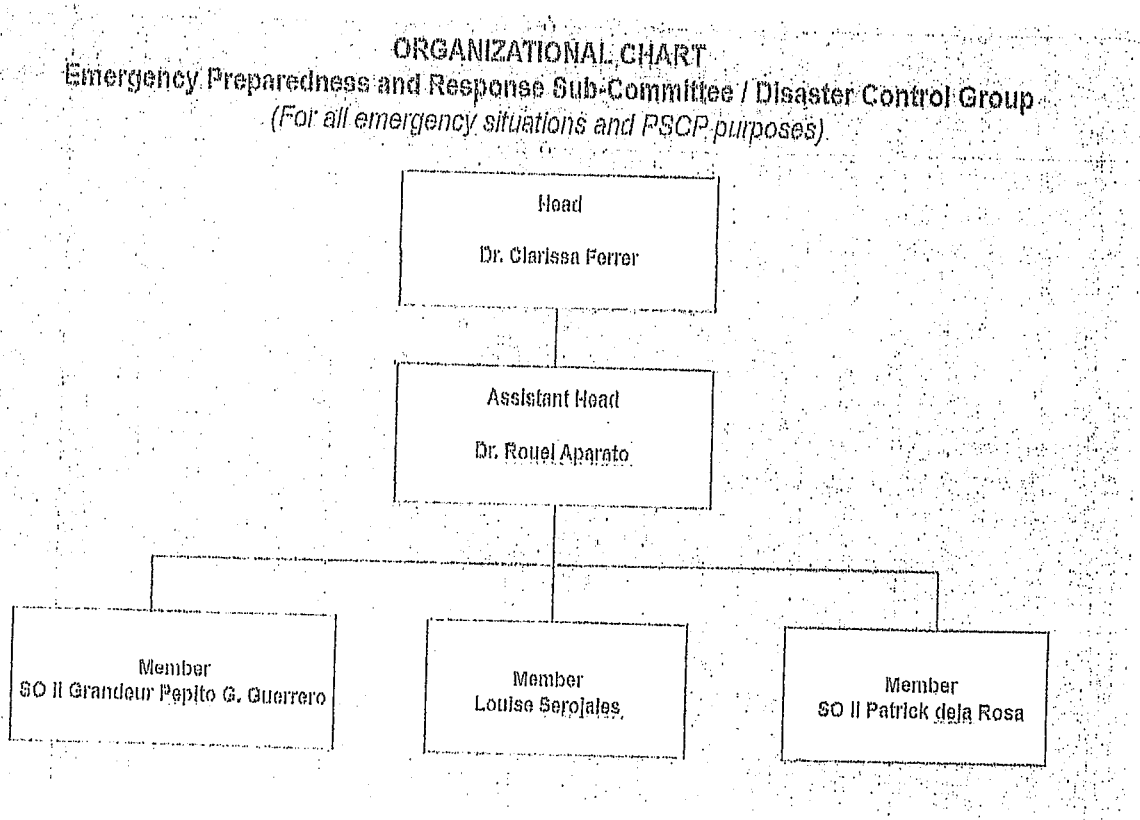 ORGANIZATIONAL CHART
Emergency Preparedness and Response Sub-Committee / Disaster Control Group
(For all emergency situations and PSCP purposes)
Head
Dr. Clarissa Ferrer
Assistant Head
Dr. Rouel Aparato
Member
SO II Grandeur Pepito G. Guerrero
Member
Louise Serojales
Member
SO II Patrick dela Rosa